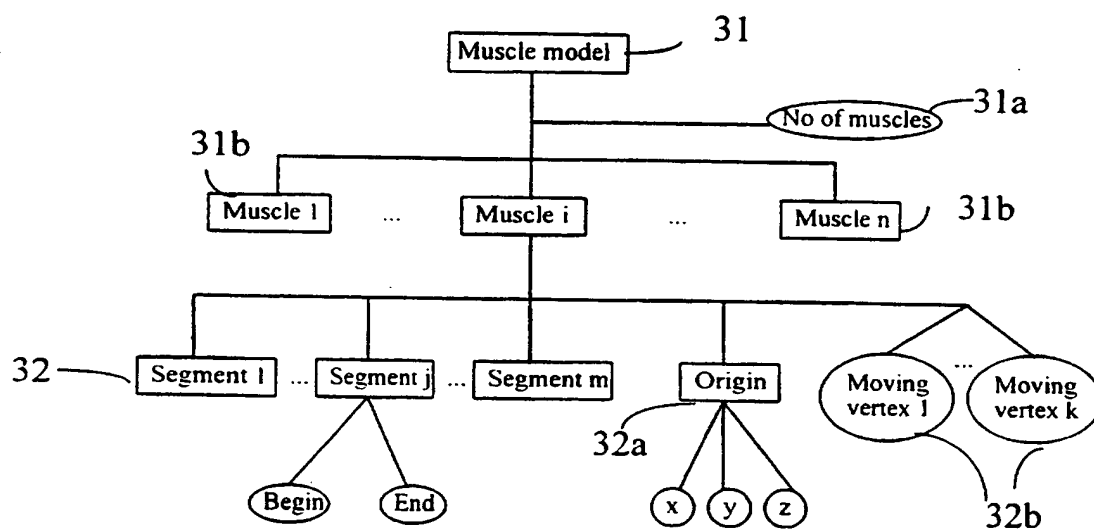 Muscle model
31
No of muscles
31a
31b
Muscle 1
...
Muscle i
...
Muscle n
31b
32
Segment 1
...
Segment j
...
Segment m
Origin
32a
Moving vertex 1
...
Moving vertex k
32b
Begin
End
x
y
z